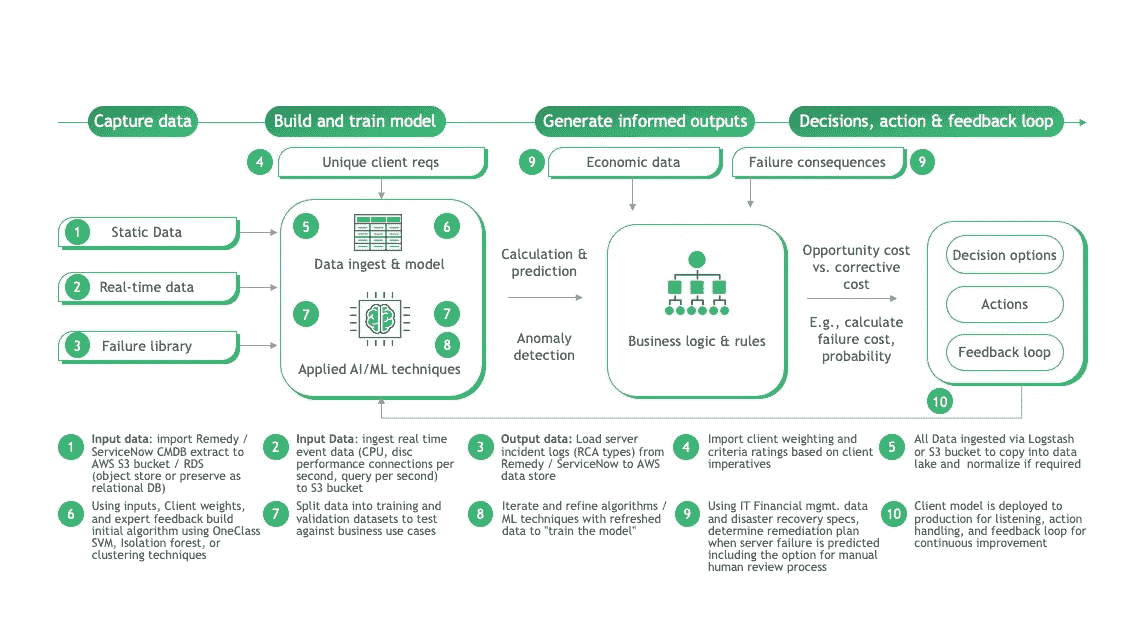 Capture data
Build and train model
Generate informed outputs
Decisions, action & feedback loop
4
Unique client reqs
9
Economic data
Failure consequences
9
1
Static Data
2
Real-time data
3
Failure library
5
6
Data ingest & model
7
7
8
Applied AI/ML techniques
Calculation &
prediction
Anomaly
detection
Business logic & rules
Opportunity cost
vs. corrective
cost
E.g., calculate
failure cost,
probability
Decision options
Actions
Feedback loop
10
1
Input data: import Remedy /
ServiceNow CMDB extract to
AWS S3 bucket / RDS
(object store or preserve as
relational DB)
2
Input Data: ingest real time
event data (CPU, disc
performance connections per
second, query per second)
to S3 bucket
3
Output data: Load server
incident logs (RCA types) from
Remedy / ServiceNow to AWS
data store
4
Import client weighting and
criteria ratings based on client
imperatives
5
All Data ingested via Logstash
or S3 bucket to copy into data
lake and normalize if required
6
Using inputs, Client weights,
and expert feedback build
initial algorithm using OneClass
SVM, Isolation forest, or
clustering techniques
7
Split data into training and
validation datasets to test
against business use cases
8
Iterate and refine algorithms /
ML techniques with refreshed
data to "train the model"
9
Using IT Financial mgmt. data
and disaster recovery specs,
determine remediation plan
when server failure is predicted
including the option for manual
human review process
10
Client model is deployed to
production for listening, action
handling, and feedback loop for
continuous improvement